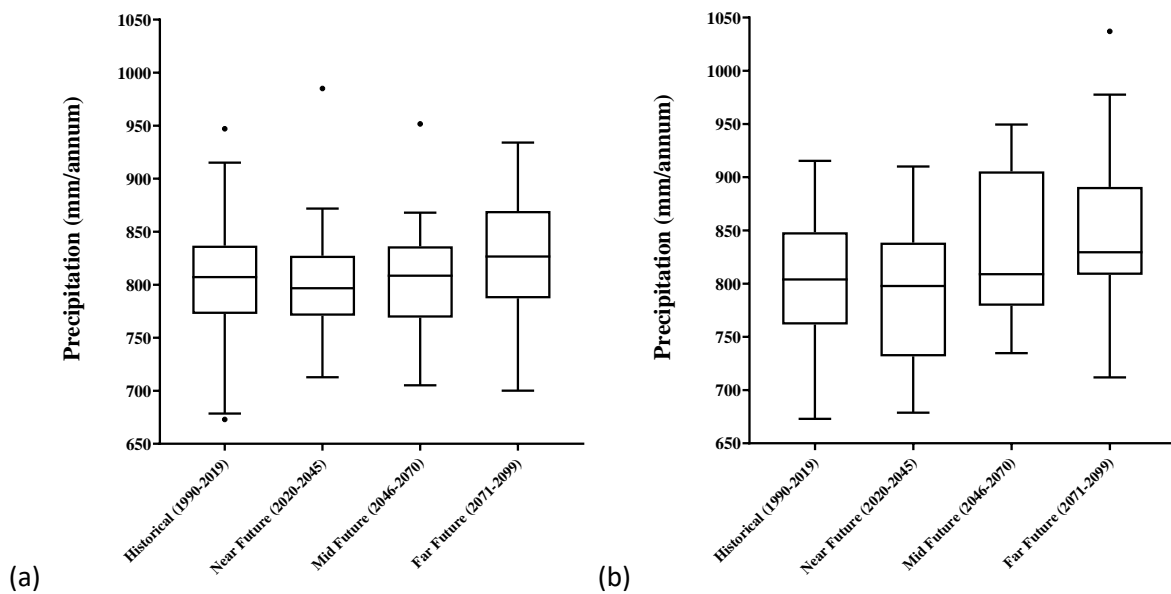 1050
1000
950
900
850
800
750
700
650
Precipitation (mm/annum)
Historical (1990-2019)
Near Future (2020-2045)
Mid Future (2046-2070)
Far Future (2071-2099)
(a)
1050
1000
950
900
850
800
750
700
650
Precipitation (mm/annum)
Historical (1990-2019)
Near Future (2020-2045)
Mid Future (2046-2070)
Far Future (2071-2099)
(b)